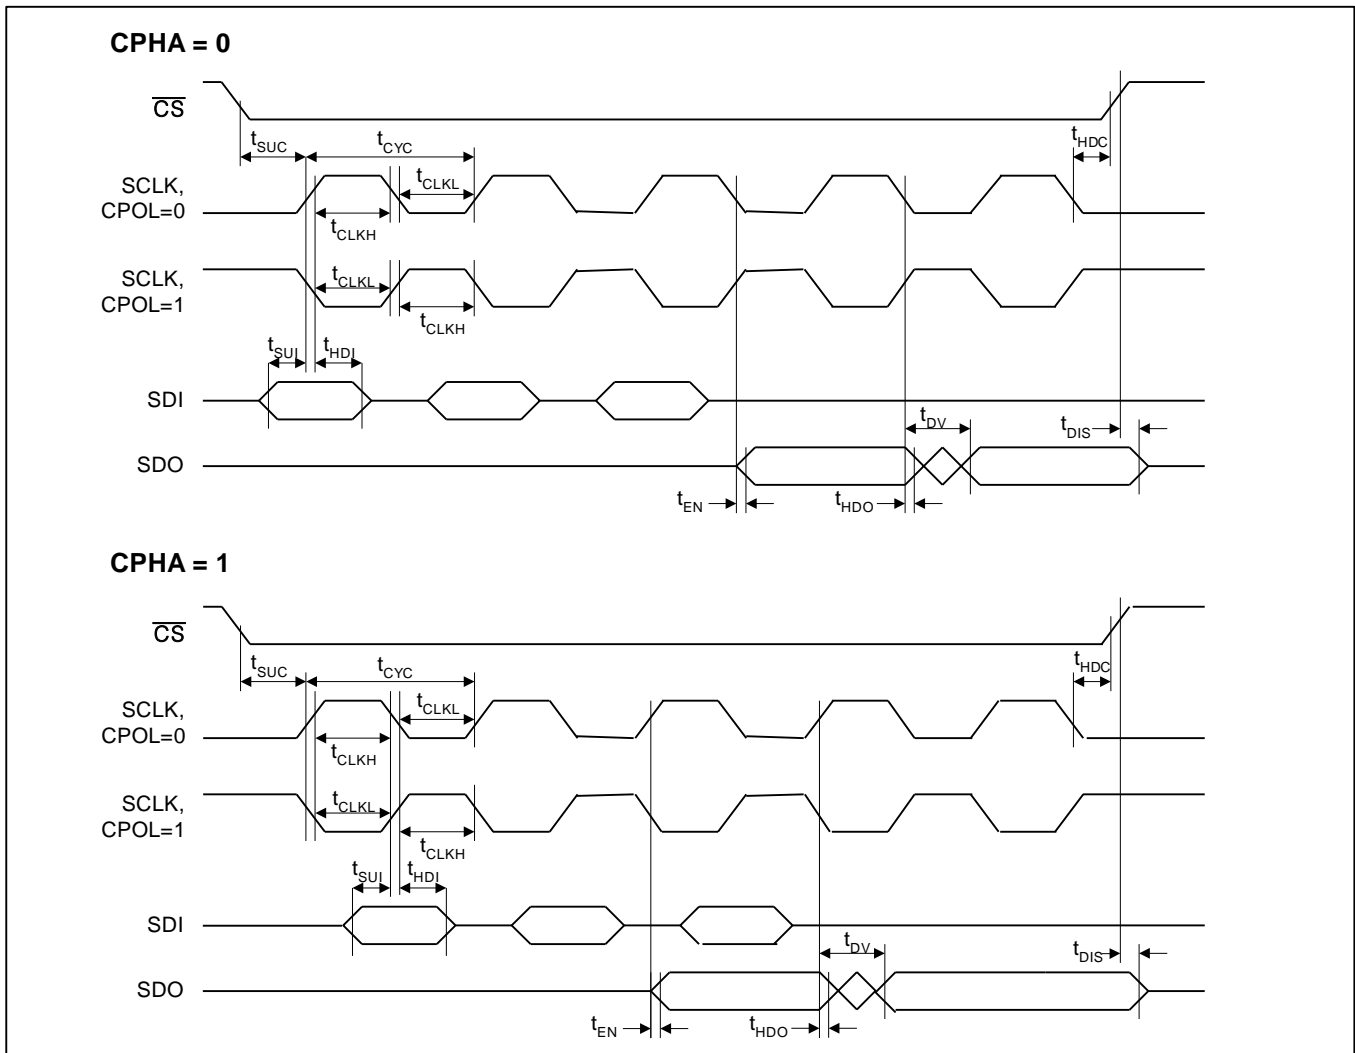 CPHA = 0
CS
tSUC
tCYC
tHDC
SCLK,
CPOL=0
tCLKL
tCLKH
SCLK,
CPOL=1
tCLKL
tCLKH
tSUI
tHDI
SDI
tDV
tDIS
SDO
tEN
tHDO
CPHA = 1
CS
tSUC
tCYC
tHDC
SCLK,
CPOL=0
tCLKL
tCLKH
SCLK,
CPOL=1
tCLKL
tCLKH
tSUI
tHDI
SDI
tDV
tDIS
SDO
tEN
tHDO